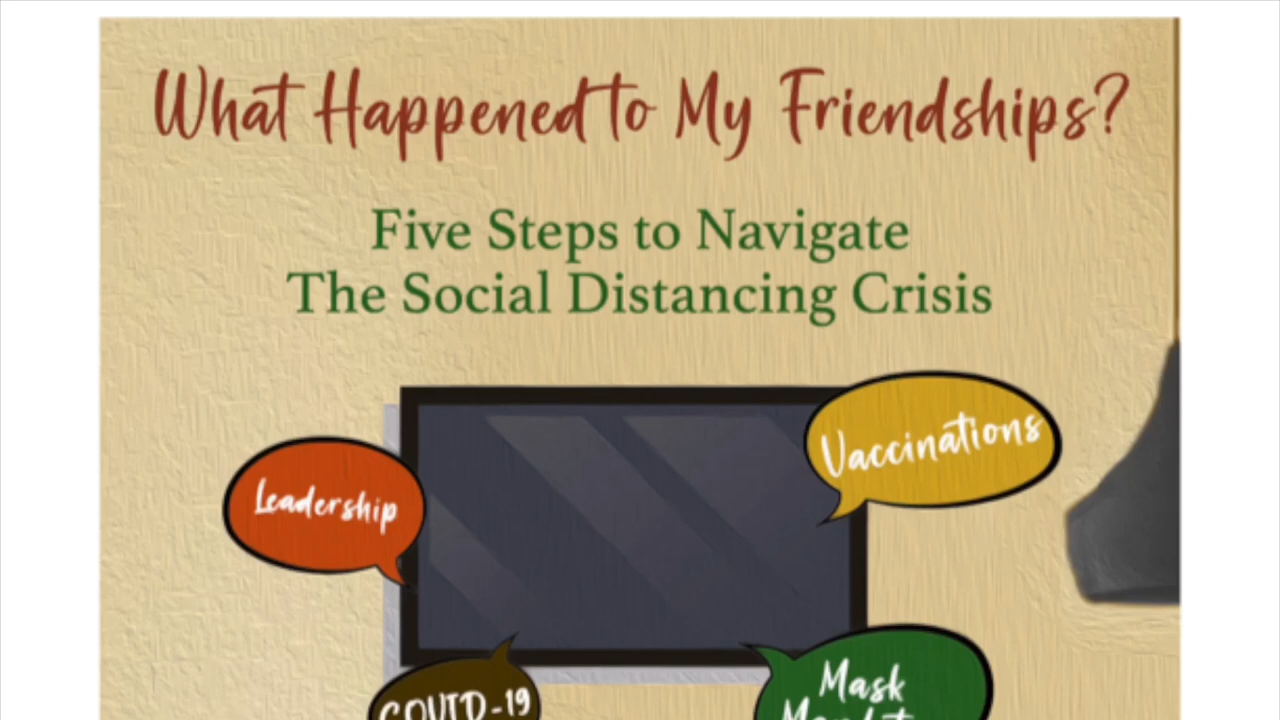 What Happened to My Friendships?
Five Steps to Navigate
The Social Distancing Crisis
Vaccinations
Leadership
COVID-19
Mask